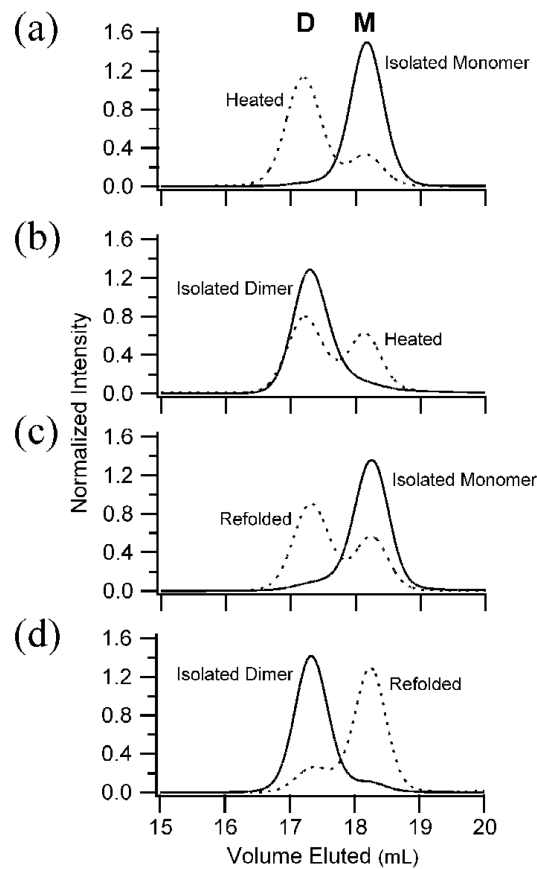 (a)
D M
1.6
1.2
0.8
0.4
0.0
Heated
Isolated Monomer
(b)
1.6
1.2
0.8
0.4
0.0
Isolated Dimer
Heated
Normalized Intensity
(c)
1.6
1.2
0.8
0.4
0.0
Refolded
Isolated Monomer
(d)
1.6
1.2
0.8
0.4
0.0
Isolated Dimer
Refolded
15 16 17 18 19 20
Volume Eluted (mL)